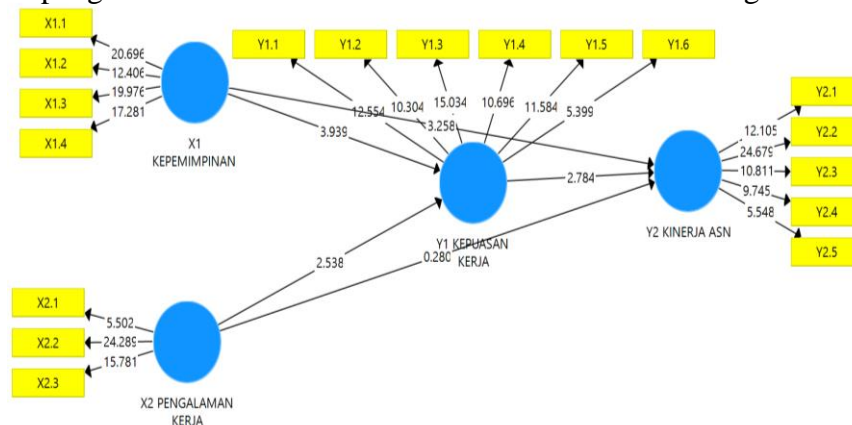 X1.1
X1.2
X1.3
X1.4
20.696
12.406
19.976
17.281
X1
KEPEMIMPINAN
Y1.1
Y1.2
Y1.3
Y1.4
Y1.5
Y1.6
12.554
10.304
15.034
10.696
11.584
5.399
3.939
3.258
Y1 KEPUASAN
KERJA
2.784
2.538
0.280
Y2.1
Y2.2
Y2.3
Y2.4
Y2.5
12.105
24.679
10.811
9.745
5.548
Y2 KINERJA ASN
X2.1
X2.2
X2.3
5.502
24.289
15.781
X2 PENGALAMAN
KERJA